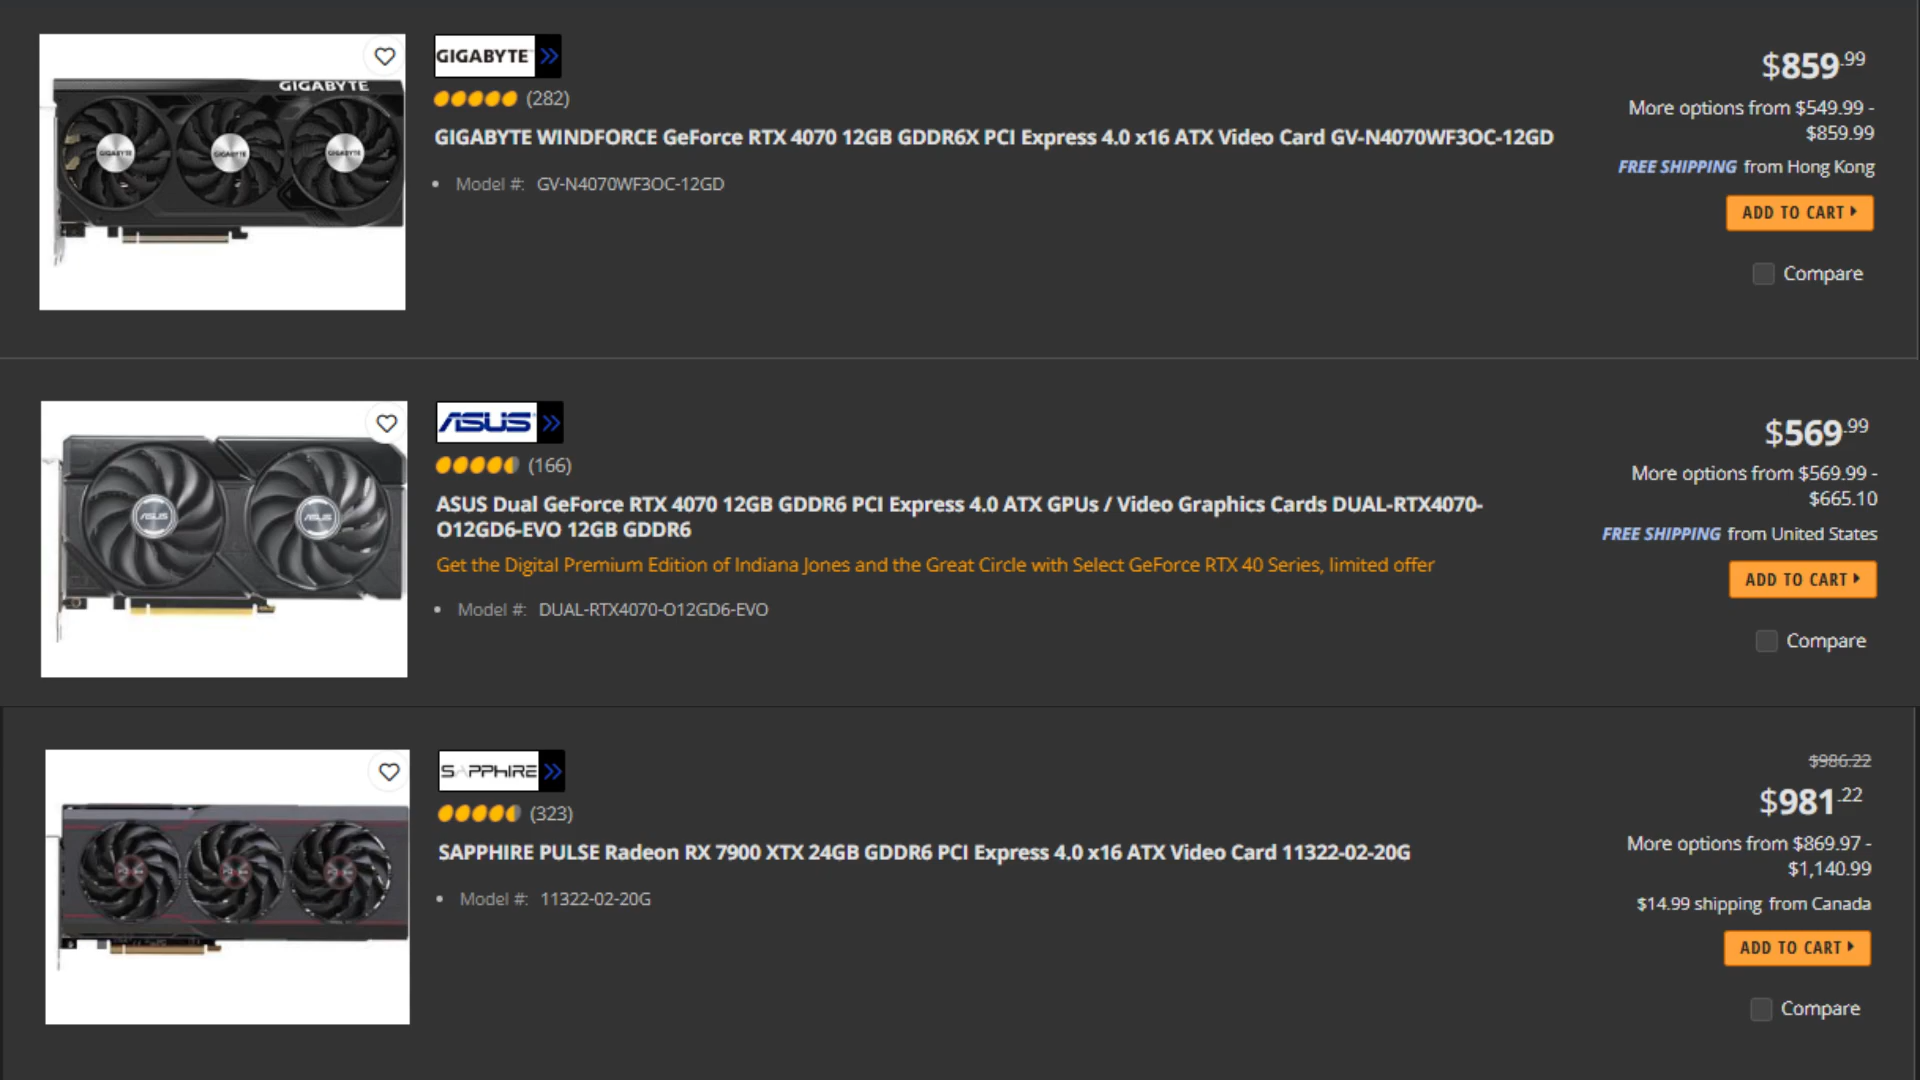 GIGABYTE
GIGABYTE
GIGABYTE
GIGABYTE
GIGABYTE
(282)
GIGABYTE WINDFORCE GeForce RTX 4070 12GB GDDR6X PCI Express 4.0 x16 ATX Video Card GV-N4070WF3OC-12GD
Model #: GV-N4070WF3OC-12GD
$859.99
More options from $549.99 -
$859.99
FREE SHIPPING from Hong Kong
ADD TO CART
Compare
ASUS
ASUS
ASUS
(166)
ASUS Dual GeForce RTX 4070 12GB GDDR6 PCI Express 4.0 ATX GPUs / Video Graphics Cards DUAL-RTX4070-
O12GD6-EVO 12GB GDDR6
Get the Digital Premium Edition of Indiana Jones and the Great Circle with Select GeForce RTX 40 Series, limited offer
Model #: DUAL-RTX4070-O12GD6-EVO
$569.99
More options from $569.99 -
$665.10
FREE SHIPPING from United States
ADD TO CART
Compare
SAPPHIRE
(323)
SAPPHIRE PULSE Radeon RX 7900 XTX 24GB GDDR6 PCI Express 4.0 x16 ATX Video Card 11322-02-20G
Model #: 11322-02-20G
$986.22
$981.22
More options from $869.97 -
$1,140.99
$14.99 shipping from Canada
ADD TO CART
Compare